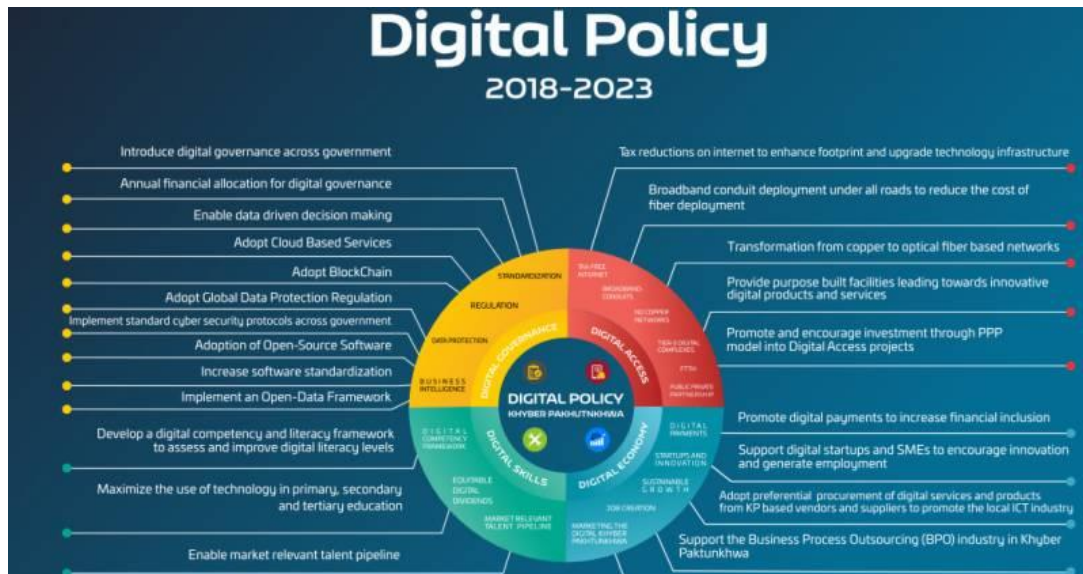 Digital Policy
2018-2023
Introduce digital governance across government
Annual financial allocation for digital governance
Enable data driven decision making
Adopt Cloud Based Services
Adopt BlockChain
Adopt Global Data Protection Regulation
Implement standard cyber security protocols across government
Adoption of Open-Source Software
Increase software standardization
Implement an Open-Data Framework
Develop a digital competency and literacy framework
to assess and improve digital literacy levels
Maximize the use of technology in primary, secondary
and tertiary education
Enable market relevant talent pipeline
Tax reductions on internet to enhance footprint and upgrade technology infrastructure
Broadband conduit deployment under all roads to reduce the cost of
fiber deployment
Transformation from copper to optical fiber based networks
Provide purpose built facilities leading towards innovative
digital products and services
Promote and encourage investment through PPP
model into Digital Access projects
Promote digital payments to increase financial inclusion
Support digital startups and SMEs to encourage innovation
and generate employment
Adopt preferential procurement of digital services and products
from KP based vendors and suppliers to promote the local ICT industry
Support the Business Process Outsourcing (BPO) industry in Khyber
Paktunkhwa
STANDARDIZATION
REGULATION
DATA PROTECTION
BUSINESS
INTELLIGENCE
DIGITAL GOVERNANCE
TAX-FREE
INTERNET
BROADBAND
CONDUITS
NO COPPER
NETWORKS
TIER-3 DIGITAL
COMPLEXES
FTTH
PUBLIC PRIVATE
PARTNERSHIP
DIGITAL ACCESS
DIGITAL POLICY
KHYBER PAKHUTNKHWA
DIGITAL
COMPETENCY
FRAMEWORK
EQUITABLE
DIGITAL
DIVIDENDS
MARKET RELEVANT
TALENT PIPELINE
DIGITAL SKILLS
DIGITAL
PAYMENTS
STARTUPS AND
INNOVATION
SUSTAINABLE
GROWTH
JOB CREATION
MARKETING THE
DIGITAL KHYBER
PAKHTUNKHWA
DIGITAL ECONOMY